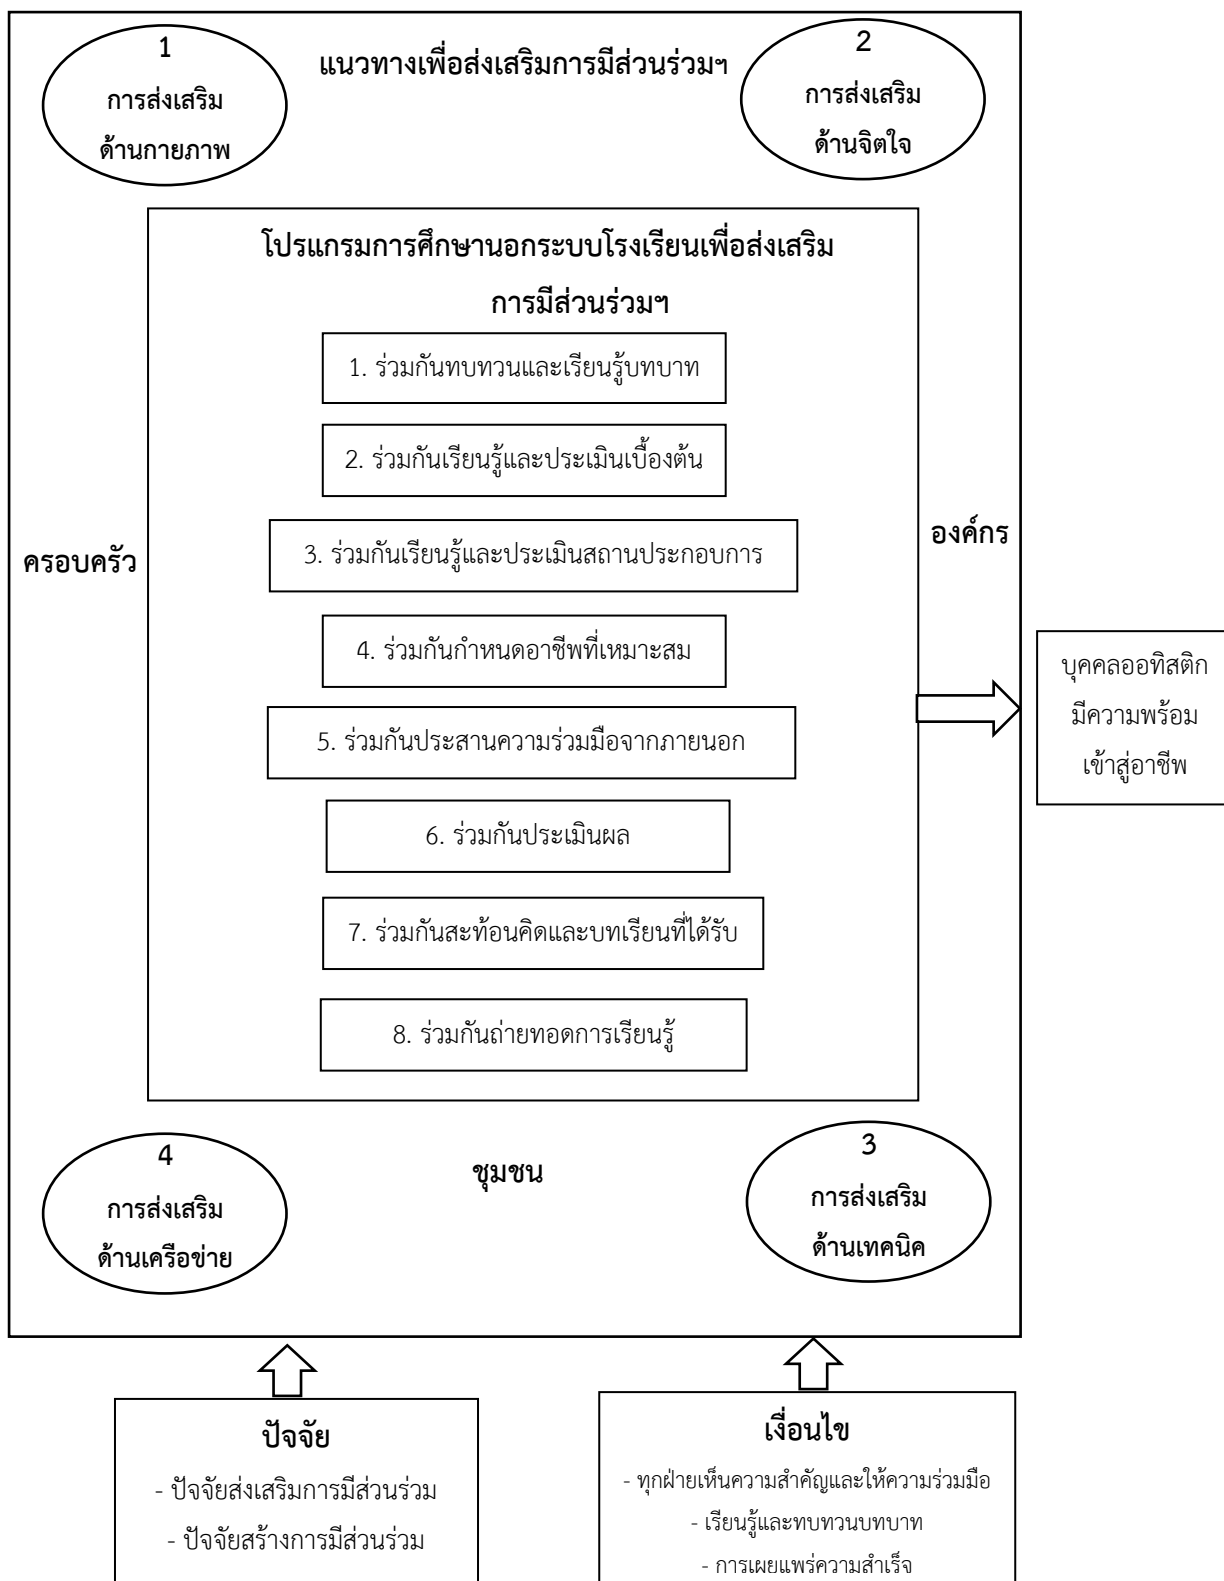 แนวทางเพื่อส่งเสริมการมีส่วนร่วมฯ
1
การส่งเสริม
ด้านกายภาพ
2
การส่งเสริม
ด้านจิตใจ
โปรแกรมการศึกษานอกระบบโรงเรียนเพื่อส่งเสริม
การมีส่วนร่วมฯ
1. ร่วมกันทบทวนและเรียนรู้บทบาท
2. ร่วมกันเรียนรู้และประเมินเบื้องต้น
3. ร่วมกันเรียนรู้และประเมินสถานประกอบการ
4. ร่วมกันกำหนดอาชีพที่เหมาะสม
5. ร่วมกันประสานความร่วมมือจากภายนอก
6. ร่วมกันประเมินผล
7. ร่วมกันสะท้อนคิดและบทเรียนที่ได้รับ
8. ร่วมกันถ่ายทอดการเรียนรู้
ครอบครัว
องค์กร
บุคคลออทิสติก
มีความพร้อม
เข้าสู่อาชีพ
4
การส่งเสริม
ด้านเครือข่าย
ชุมชน
3
การส่งเสริม
ด้านเทคนิค
ปัจจัย
- ปัจจัยส่งเสริมการมีส่วนร่วม
- ปัจจัยสร้างการมีส่วนร่วม
เงื่อนไข
- ทุกฝ่ายเห็นความสำคัญและให้ความร่วมมือ
- เรียนรู้และทบทวนบทบาท
- การเผยแพร่ความสำเร็จ